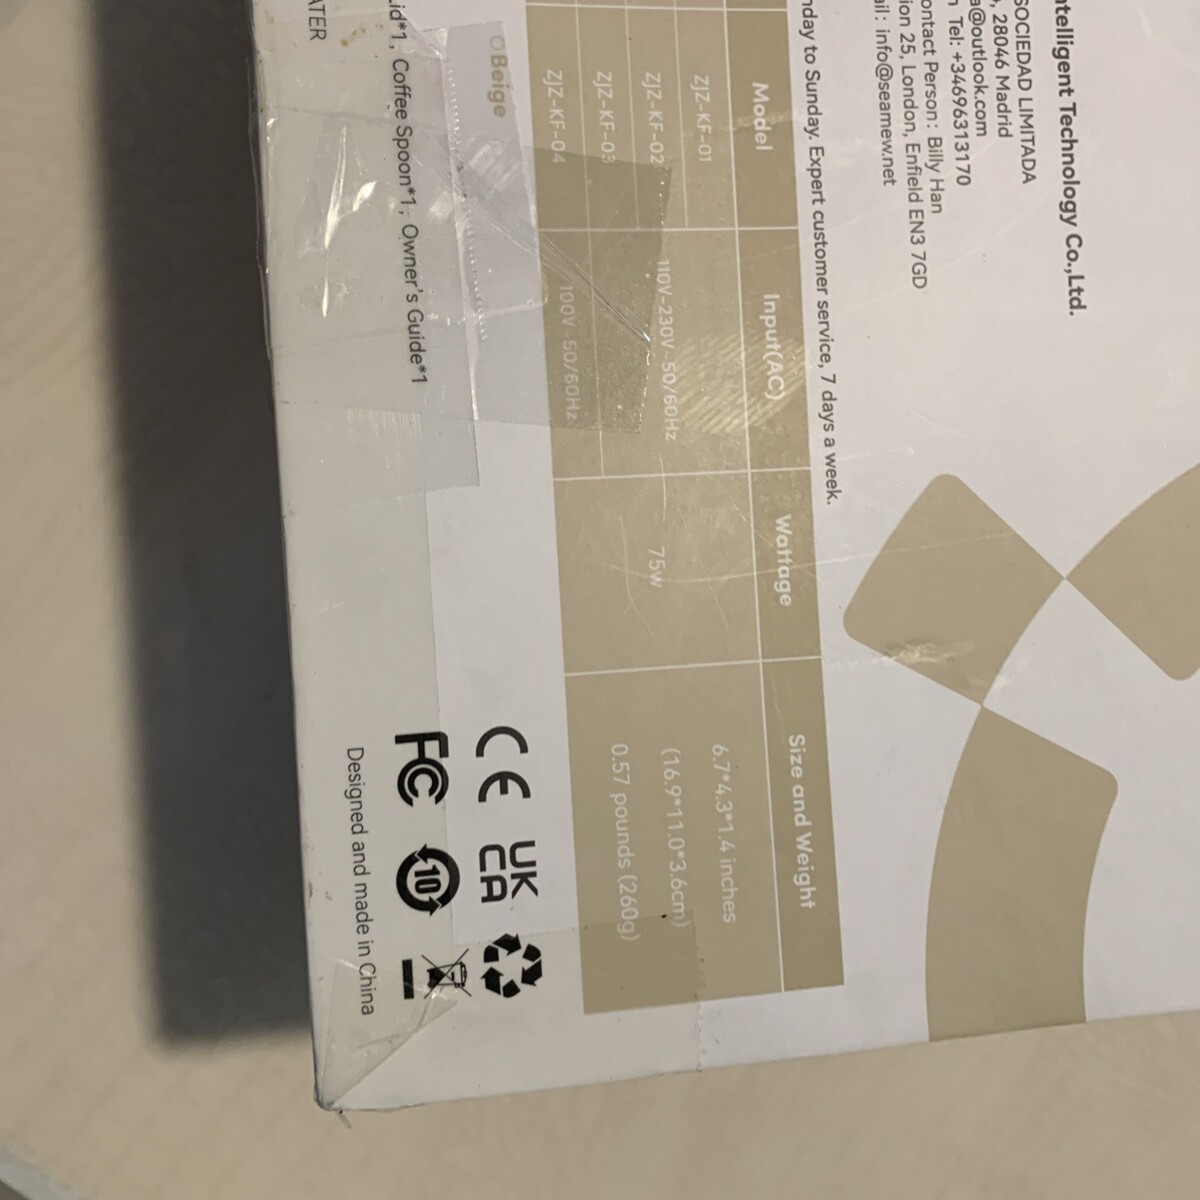 ntelligent Technology Co.,Ltd.
SOCIEDAD LIMITADA
, 28046 Madrid
a@outlook.com
Tel: +34696313170
ontact Person: Billy Han
ion 25, London, Enfield EN3 7GD
ail: info@seamew.net
nday to Sunday. Expert customer service, 7 days a week.
Model Input(AC) Wattage Size and Weight
ZJZ-KF-01 6.7*4.3*1.4 inches
ZJZ-KF-02 110V-230V~50/60Hz 75w (16.9*11.0*3.6cm)
ZJZ-KF-03 0.57 pounds (260g)
ZJZ-KF-04 100V~50/60Hz
Beige
CE UK CA
id*1, Coffee Spoon*1, Owner's Guide*1
FC 10
Designed and made in China
ATER